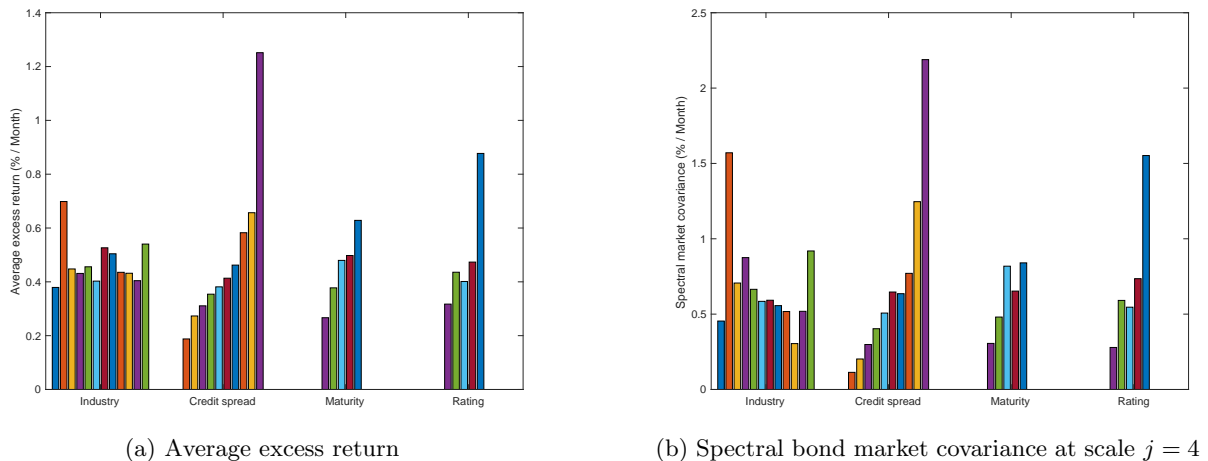 Average excess return (% / Month)
1.4
1.2
1
0.8
0.6
0.4
0.2
0
Industry
Credit spread
Maturity
Rating
(a) Average excess return
Spectral market covariance (% / Month)
2.5
2
1.5
1
0.5
0
Industry
Credit spread
Maturity
Rating
(b) Spectral bond market covariance at scale j = 4